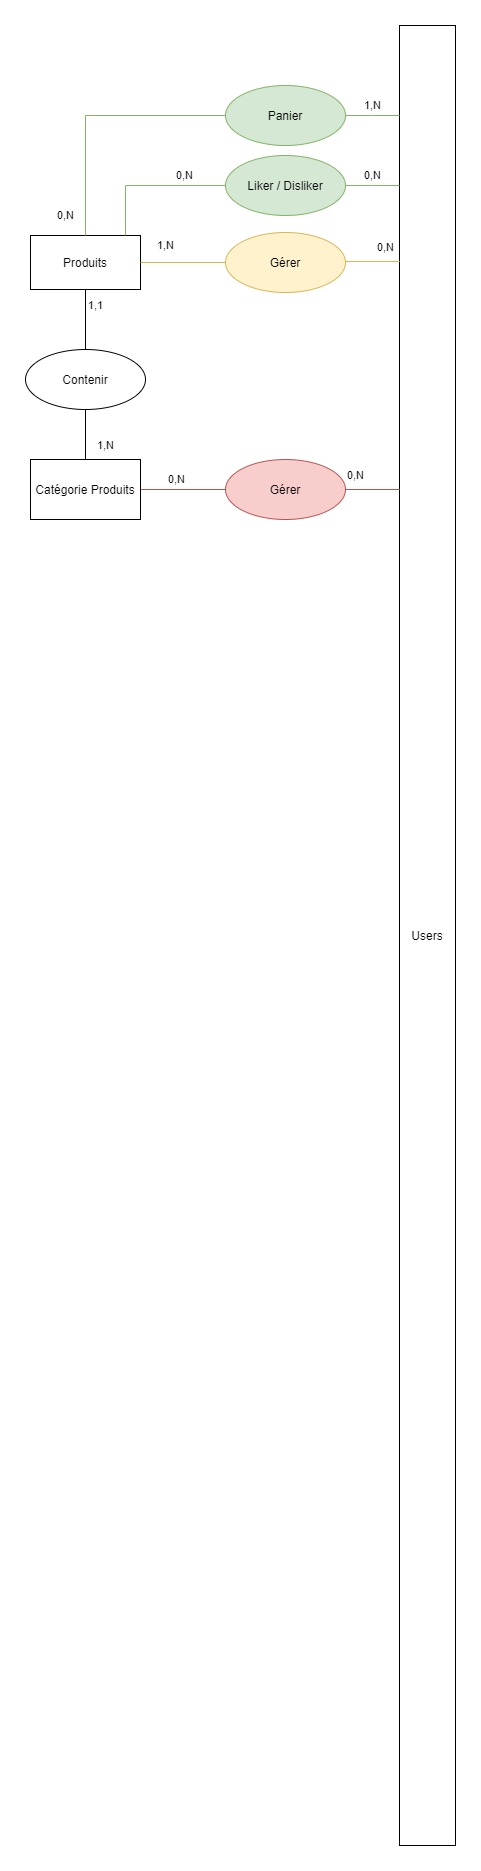 1,N
Panier
0,N
0,N
Liker / Disliker
0,N
1,N
0,N
Produits
Gérer
1,1
Contenir
1,N
0,N
0,N
Catégorie Produits
Gérer
Users